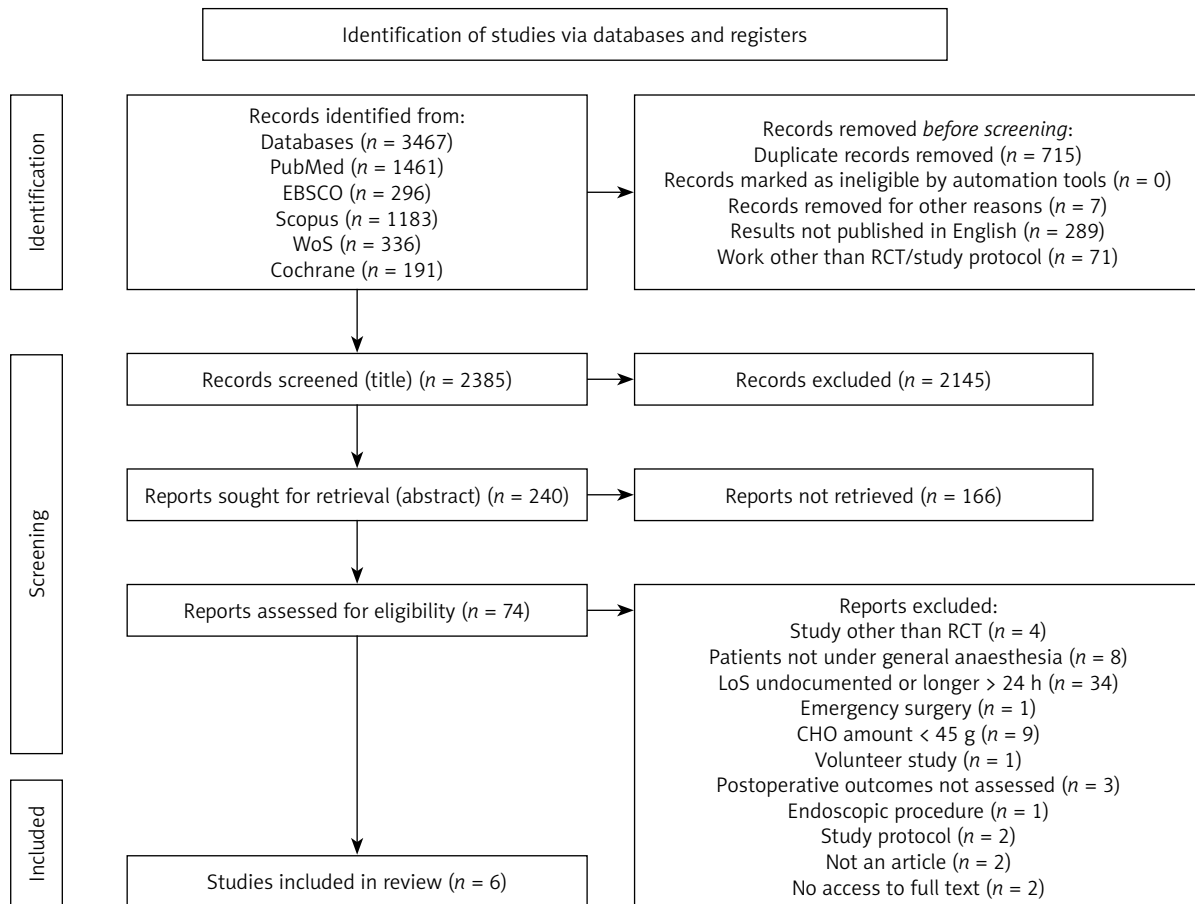 Identification of studies via databases and registers
Identification
Records identified from:
Databases (n = 3467)
PubMed (n = 1461)
EBSCO (n = 296)
Scopus (n = 1183)
WoS (n = 336)
Cochrane (n = 191)
Records removed before screening:
Duplicate records removed (n = 715)
Records marked as ineligible by automation tools (n = 0)
Records removed for other reasons (n = 7)
Results not published in English (n = 289)
Work other than RCT/study protocol (n = 71)
Screening
Records screened (title) (n = 2385)
Records excluded (n = 2145)
Reports sought for retrieval (abstract) (n = 240)
Reports not retrieved (n = 166)
Reports assessed for eligibility (n = 74)
Reports excluded:
Study other than RCT (n = 4)
Patients not under general anaesthesia (n = 8)
LoS undocumented or longer > 24 h (n = 34)
Emergency surgery (n = 1)
CHO amount < 45 g (n = 9)
Volunteer study (n = 1)
Postoperative outcomes not assessed (n = 3)
Endoscopic procedure (n = 1)
Study protocol (n = 2)
Not an article (n = 2)
No access to full text (n = 2)
Included
Studies included in review (n = 6)